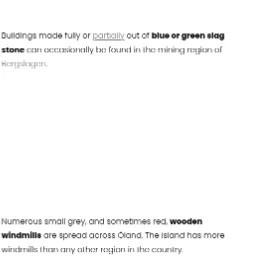 Buildings made fully or partially out of blue or green slag
stone can occasionally be found in the mining region of
Bergslagen.
Numerous small grey, and sometimes red, wooden
windmills are spread across Öland. The island has more
windmills than any other region in the country.